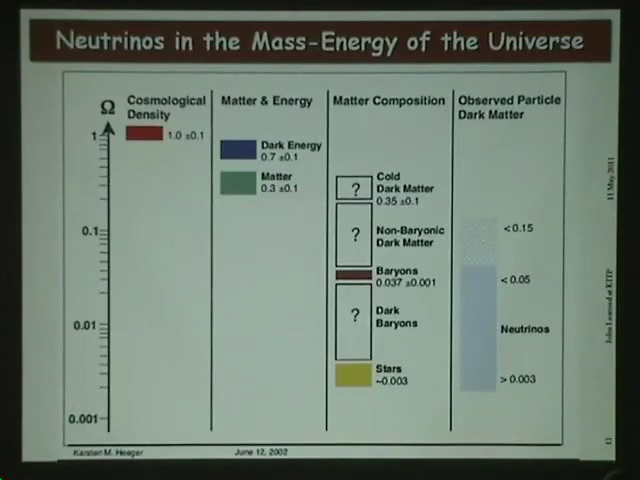 Neutrinos in the Mass-Energy of the Universe
Ω
Cosmological
Density
Matter & Energy
Matter Composition
Observed Particle
Dark Matter
1
1.0 ±0.1
Dark Energy
0.7 ±0.1
Matter
0.3 ±0.1
?
Cold
Dark Matter
0.35 ±0.1
0.1
?
Non-Baryonic
Dark Matter
<0.15
Baryons
0.037 ±0.001
<0.05
0.01
?
Dark
Baryons
Neutrinos
Stars
~0.003
>0.003
0.001
Karsten M. Heeger
June 12, 2002
11 May 2011
John Learned at KITP
11